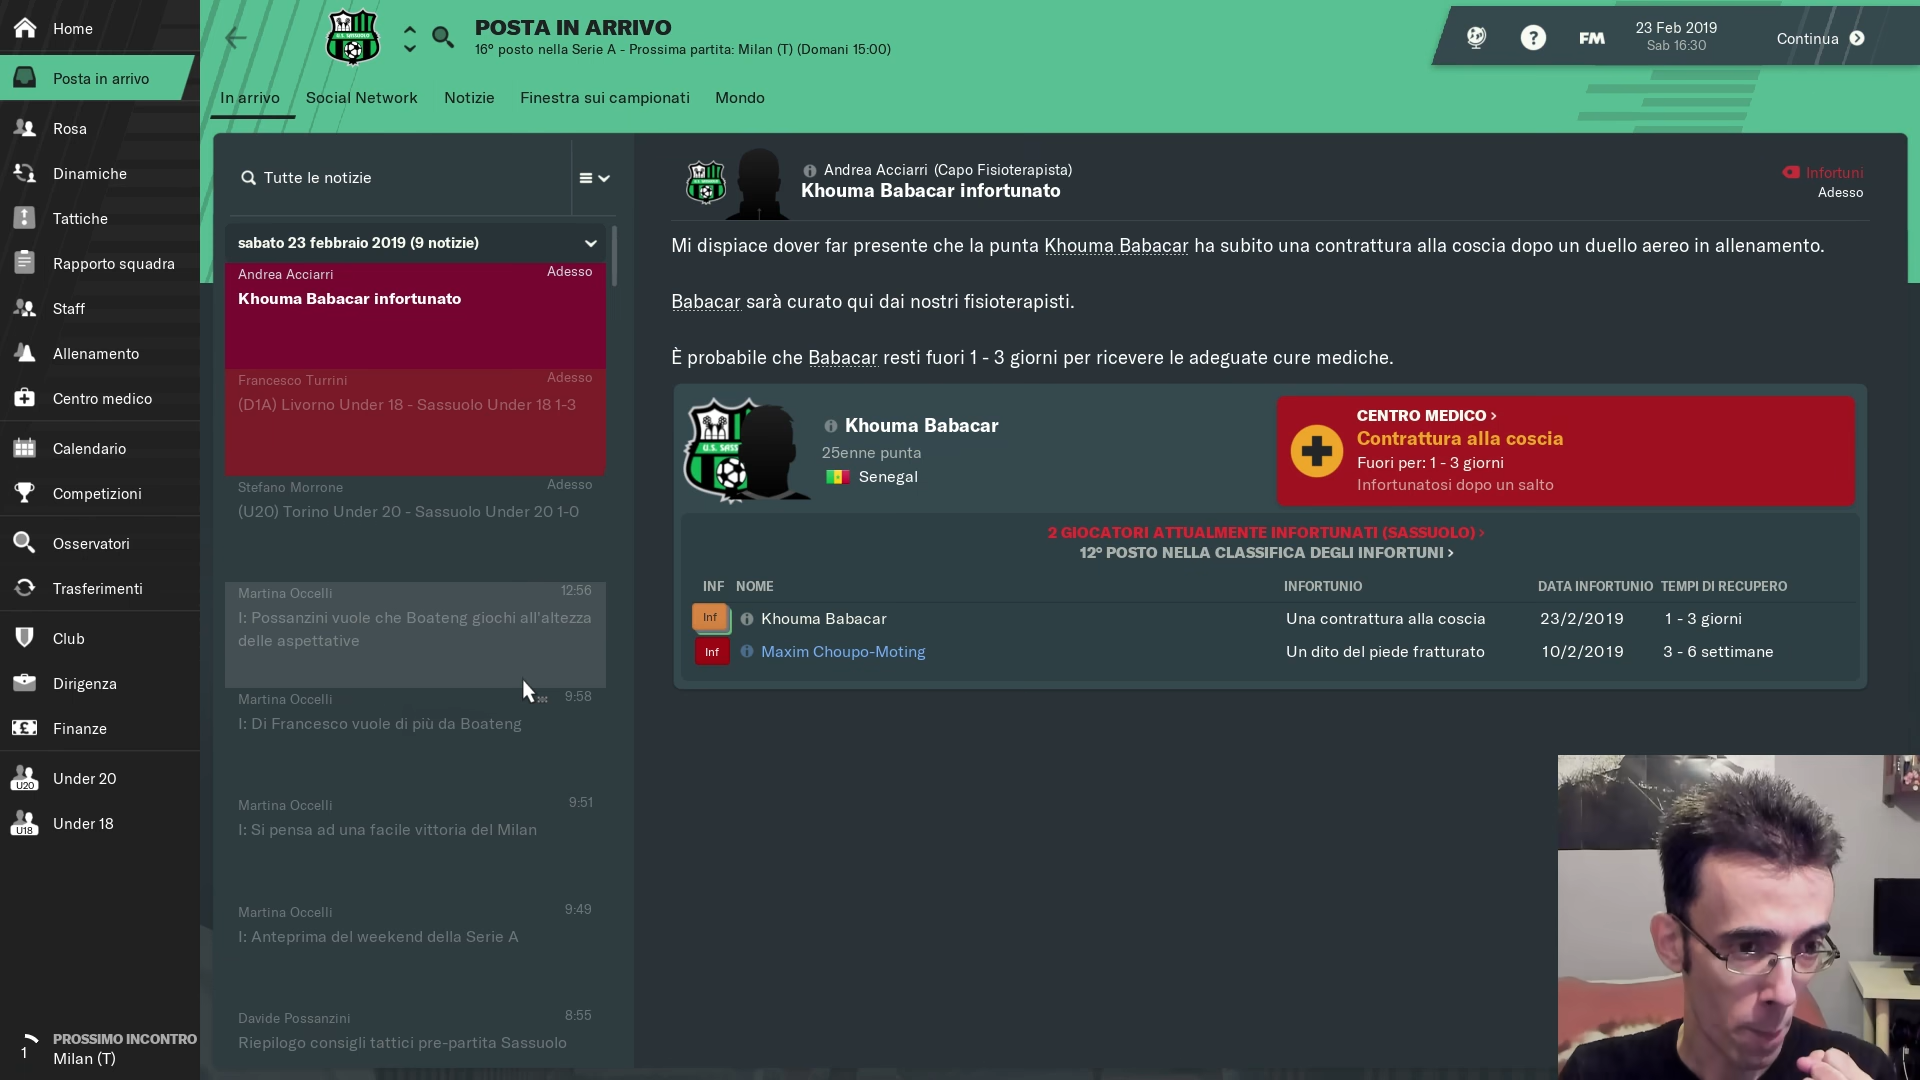 Home
Posta in arrivo
Rosa
Dinamiche
Tattiche
Rapporto squadra
Staff
Allenamento
Centro medico
Calendario
Competizioni
Osservatori
Trasferimenti
Club
Dirigenza
Finanze
U20 Under 20
U18 Under 18
1 PROSSIMO INCONTRO
Milan (T)
POSTA IN ARRIVO
16° posto nella Serie A - Prossima partita: Milan (T) (Domani 15:00)
? FM
23 Feb 2019
Sab 16:30
Continua
In arrivo Social Network Notizie Finestra sui campionati Mondo
Tutte le notizie
sabato 23 febbraio 2019 (9 notizie)
Andrea Acciarri Adesso
Khouma Babacar infortunato
Francesco Turrini Adesso
(D1A) Livorno Under 18 - Sassuolo Under 18 1-3
Stefano Morrone Adesso
(U20) Torino Under 20 - Sassuolo Under 20 1-0
Martina Occelli 12:56
I: Possanzini vuole che Boateng giochi all'altezza
delle aspettative
Martina Occelli 9:58
I: Di Francesco vuole di più da Boateng
Martina Occelli 9:51
I: Si pensa ad una facile vittoria del Milan
Martina Occelli 9:49
I: Anteprima del weekend della Serie A
Davide Possanzini 8:55
Riepilogo consigli tattici pre-partita Sassuolo
Andrea Acciarri (Capo Fisioterapista)
Khouma Babacar infortunato
Infortuni
Adesso
Mi dispiace dover far presente che la punta Khouma Babacar ha subito una contrattura alla coscia dopo un duello aereo in allenamento.
Babacar sarà curato qui dai nostri fisioterapisti.
È probabile che Babacar resti fuori 1 - 3 giorni per ricevere le adeguate cure mediche.
U.S. SASS
Khouma Babacar
25enne punta
Senegal
CENTRO MEDICO >
Contrattura alla coscia
Fuori per: 1 - 3 giorni
Infortunatosi dopo un salto
2 GIOCATORI ATTUALMENTE INFORTUNATI (SASSUOLO) >
12° POSTO NELLA CLASSIFICA DEGLI INFORTUNI >
INF NOME INFORTUNIO DATA INFORTUNIO TEMPI DI RECUPERO
Inf Khouma Babacar Una contrattura alla coscia 23/2/2019 1 - 3 giorni
Inf Maxim Choupo-Moting Un dito del piede fratturato 10/2/2019 3 - 6 settimane